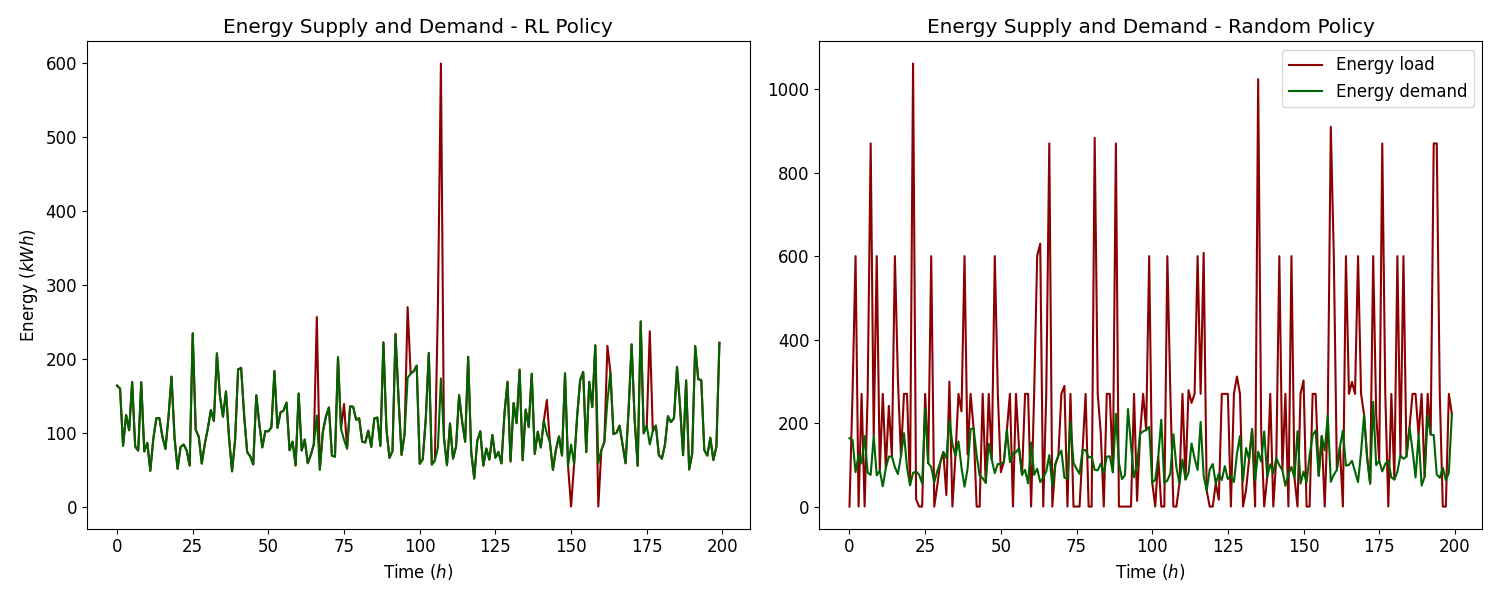 Energy Supply and Demand - RL Policy
Energy Supply and Demand - Random Policy
600
500
400
300
200
100
0
Energy (kWh)
0 25 50 75 100 125 150 175 200
Time (h)
1000
800
600
400
200
0
Energy load
Energy demand
0 25 50 75 100 125 150 175 200
Time (h)